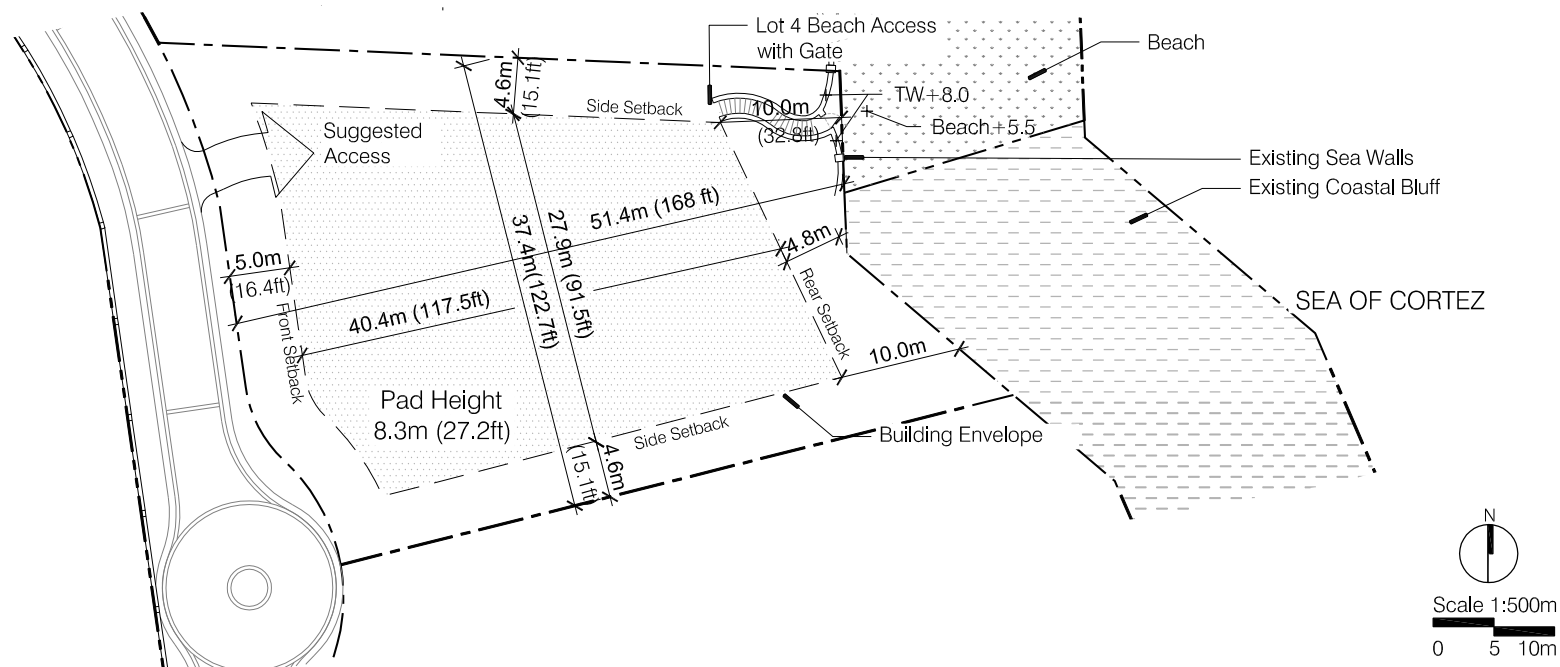 Lot 4 Beach Access
with Gate
Beach
4.6m
(15.1ft)
Side Setback
10.0m
(32.8ft)
TW+8.0
Beach+5.5
Suggested
Access
Existing Sea Walls
Existing Coastal Bluff
51.4m (168 ft)
27.9m (91.5ft)
37.4m(122.7ft)
4.8m
5.0m
(16.4ft)
Front Setback
40.4m (117.5ft)
Rear Setback
SEA OF CORTEZ
10.0m
Pad Height
8.3m (27.2ft)
Side Setback
Building Envelope
4.6m
(15.1ft)
N
Scale 1:500m
0 5 10m